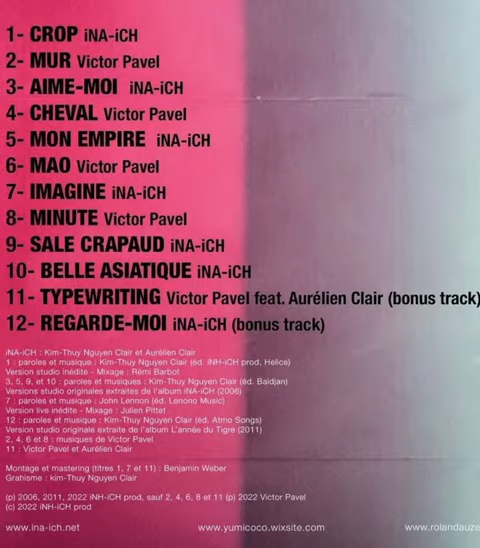 1- CROP iNA-iCH
2- MUR Victor Pavel
3- AIME-MOI iNA-iCH
4- CHEVAL Victor Pavel
5- MON EMPIRE iNA-iCH
6- MAO Victor Pavel
7- IMAGINE iNA-iCH
8- MINUTE Victor Pavel
9- SALE CRAPAUD iNA-iCH
10- BELLE ASIATIQUE iNA-iCH
11- TYPEWRITING Victor Pavel feat. Aurélien Clair (bonus track)
12- REGARDE-MOI iNA-iCH (bonus track)
iNA-iCH : Kim-Thuy Nguyen Clair et Aurélien Clair
1 : paroles et musique : Kim-Thuy Nguyen Clair (éd. iNH-iCH prod, Helice)
Version studio inédite - Mixage : Rémi Barbot
3, 5, 9, et 10 : paroles et musiques : Kim-Thuy Nguyen Clair (éd. Baidjan)
Versions studio originales extraites de l'album iNA-iCH (2006)
7 : paroles et musique : John Lennon (éd. Lenono Music)
Version live inédite - Mixage : Julien Pittet
12 : paroles et musique : Kim-Thuy Nguyen Clair (éd. Atmo Songs)
Version studio originale extraite de l'album L'année du Tigre (2011)
2, 4, 6 et 8 : musiques de Victor Pavel
11 : Victor Pavel et Aurélien Clair
Montage et mastering (titres 1, 7 et 11) : Benjamin Weber
Grahisme : kim-Thuy Nguyen Clair
(p) 2006, 2011, 2022 iNH-iCH prod, sauf 2, 4, 6, 8 et 11 (p) 2022 Victor Pavel
(c) 2022 iNH-iCH prod
www.ina-ich.net www.yumicoco.wixsite.com www.rolandauze